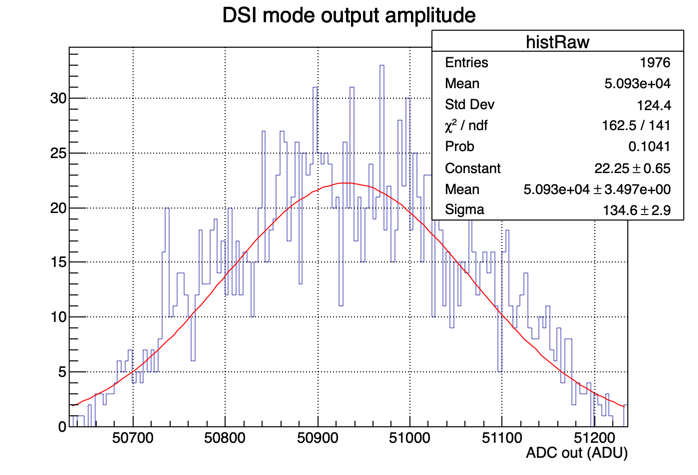 DSI mode output amplitude
histRaw
Entries 1976
Mean 5.093e+04
Std Dev 124.4
χ² / ndf 162.5 / 141
Prob 0.1041
Constant 22.25 ± 0.65
Mean 5.093e+04 ± 3.497e+00
Sigma 134.6 ± 2.9
30
25
20
15
10
5
0
50700 50800 50900 51000 51100 51200
ADC out (ADU)